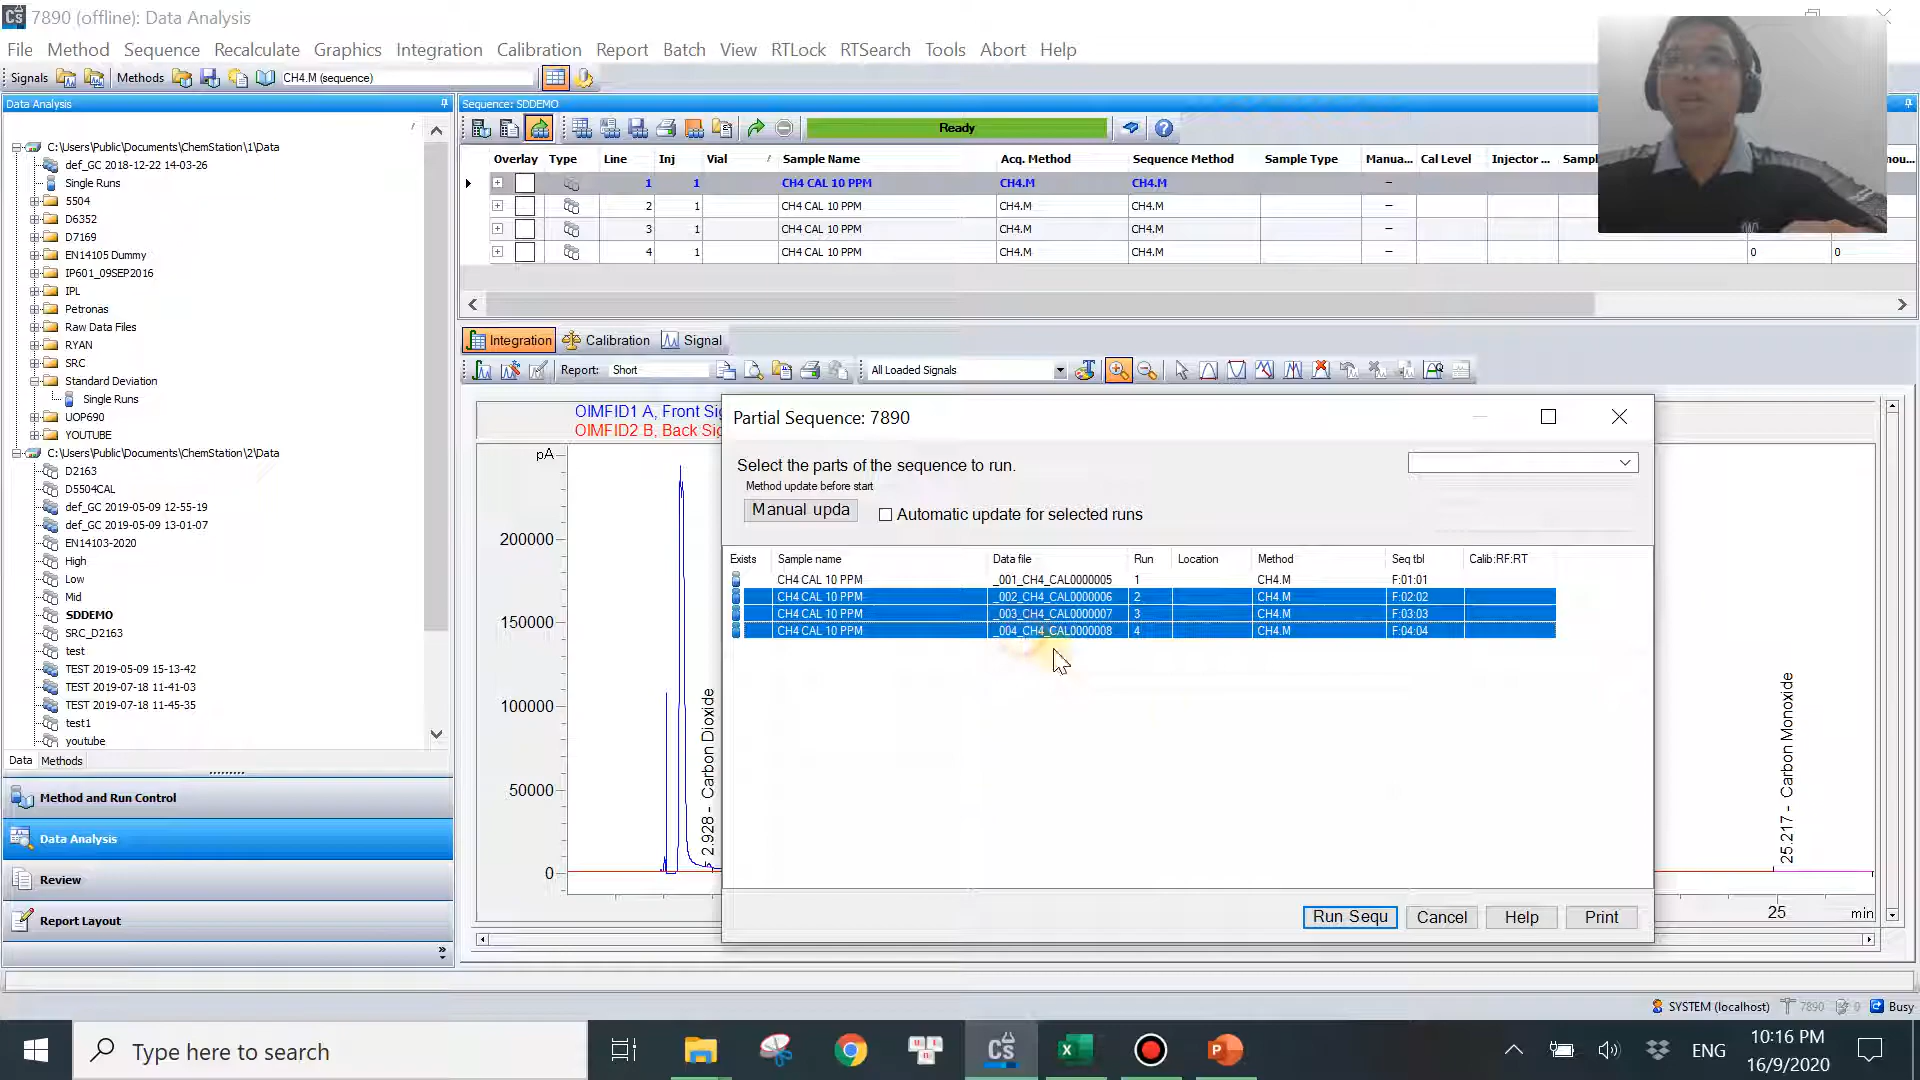 7890 (offline): Data Analysis
File Method Sequence Recalculate Graphics Integration Calibration Report Batch View RTLock RTSearch Tools Abort Help
Signals Methods CH4.M (sequence)
Data Analysis
C:\Users\Public\Documents\ChemStation\1\Data
def_GC 2018-12-22 14-03-26
Single Runs
5504
D6352
D7169
EN14105 Dummy
IP601_09SEP2016
IPL
Petronas
Raw Data Files
RYAN
SRC
Standard Deviation
Single Runs
UOP690
YOUTUBE
C:\Users\Public\Documents\ChemStation\2\Data
D2163
D5504CAL
def_GC 2019-05-09 12-55-19
def_GC 2019-05-09 13-01-07
EN14103-2020
High
Low
Mid
SDDEMO
SRC_D2163
test
TEST 2019-05-09 15-13-42
TEST 2019-07-18 11-41-03
TEST 2019-07-18 11-45-35
test1
youtube
Data Methods
Method and Run Control
Data Analysis
Review
Report Layout
Sequence: SDDEMO
Ready
Overlay Type Line Inj Vial / Sample Name Acq. Method Sequence Method Sample Type Manua... Cal Level Injector ... Sampl
1 1 CH4 CAL 10 PPM CH4.M CH4.M –
2 1 CH4 CAL 10 PPM CH4.M CH4.M –
3 1 CH4 CAL 10 PPM CH4.M CH4.M –
4 1 CH4 CAL 10 PPM CH4.M CH4.M – 0 0
Integration Calibration Signal
Report: Short All Loaded Signals
OIMFID1 A, Front Sig
OIMFID2 B, Back Sig
pA
200000
150000
100000
50000
0
2.928 - Carbon Dioxide
25.217 - Carbon Monoxide
25 min
Partial Sequence: 7890
Select the parts of the sequence to run.
Method update before start
Manual upda Automatic update for selected runs
Exists Sample name Data file Run Location Method Seq tbl Calib:RF:RT
CH4 CAL 10 PPM _001_CH4_CAL0000005 1 CH4.M F:01:01
CH4 CAL 10 PPM _002_CH4_CAL0000006 2 CH4.M F:02:02
CH4 CAL 10 PPM _003_CH4_CAL0000007 3 CH4.M F:03:03
CH4 CAL 10 PPM _004_CH4_CAL0000008 4 CH4.M F:04:04
Run Sequ Cancel Help Print
SYSTEM (localhost) 7890 0 Busy
Type here to search
ENG
10:16 PM
16/9/2020